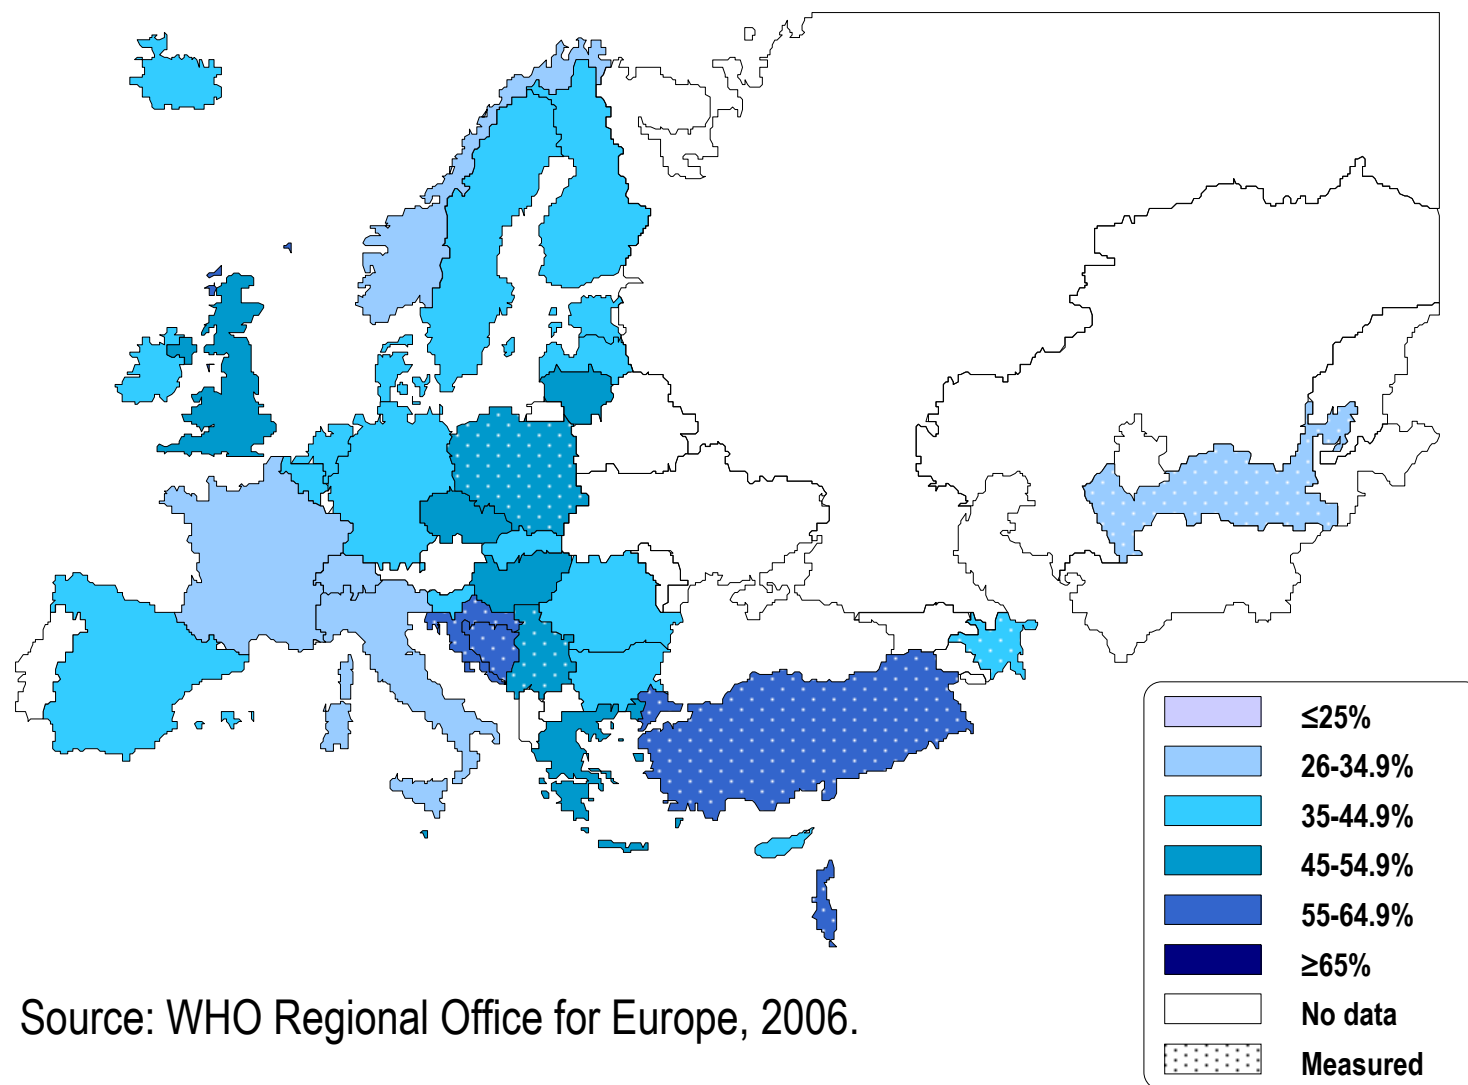 ≤25%
26-34.9%
35-44.9%
45-54.9%
55-64.9%
≥65%
No data
Measured
Source: WHO Regional Office for Europe, 2006.